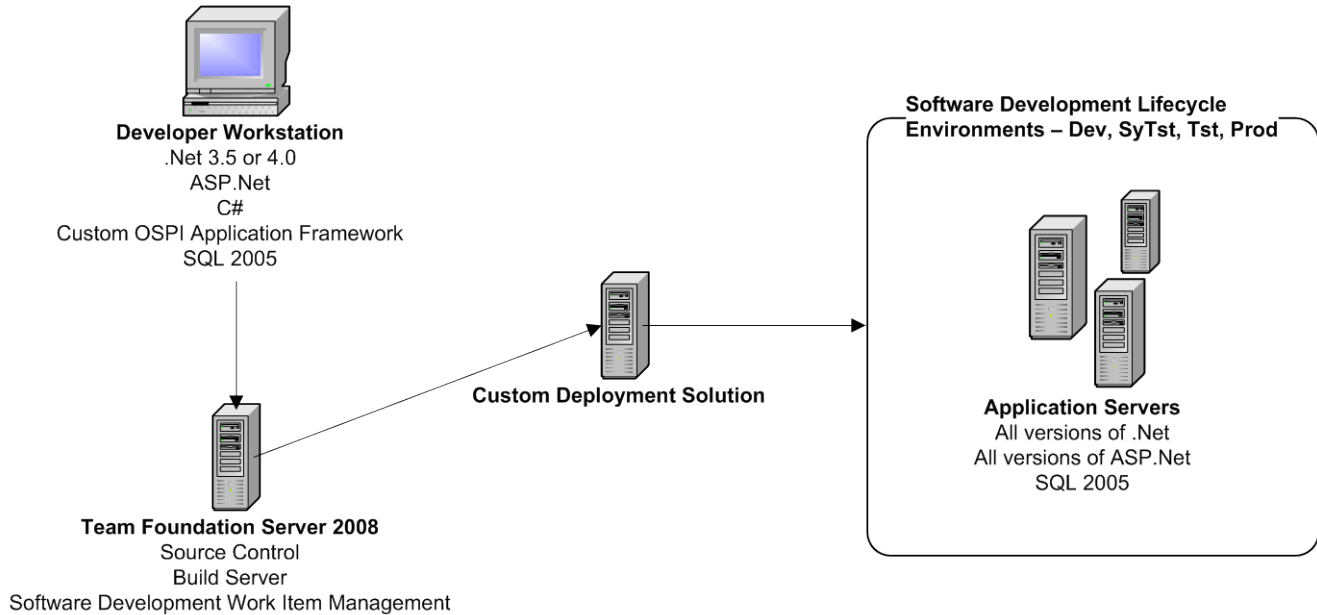 Developer Workstation
.Net 3.5 or 4.0
ASP.Net
C#
Custom OSPI Application Framework
SQL 2005
Team Foundation Server 2008
Source Control
Build Server
Software Development Work Item Management
Custom Deployment Solution
Software Development Lifecycle
Environments – Dev, SyTst, Tst, Prod
Application Servers
All versions of .Net
All versions of ASP.Net
SQL 2005